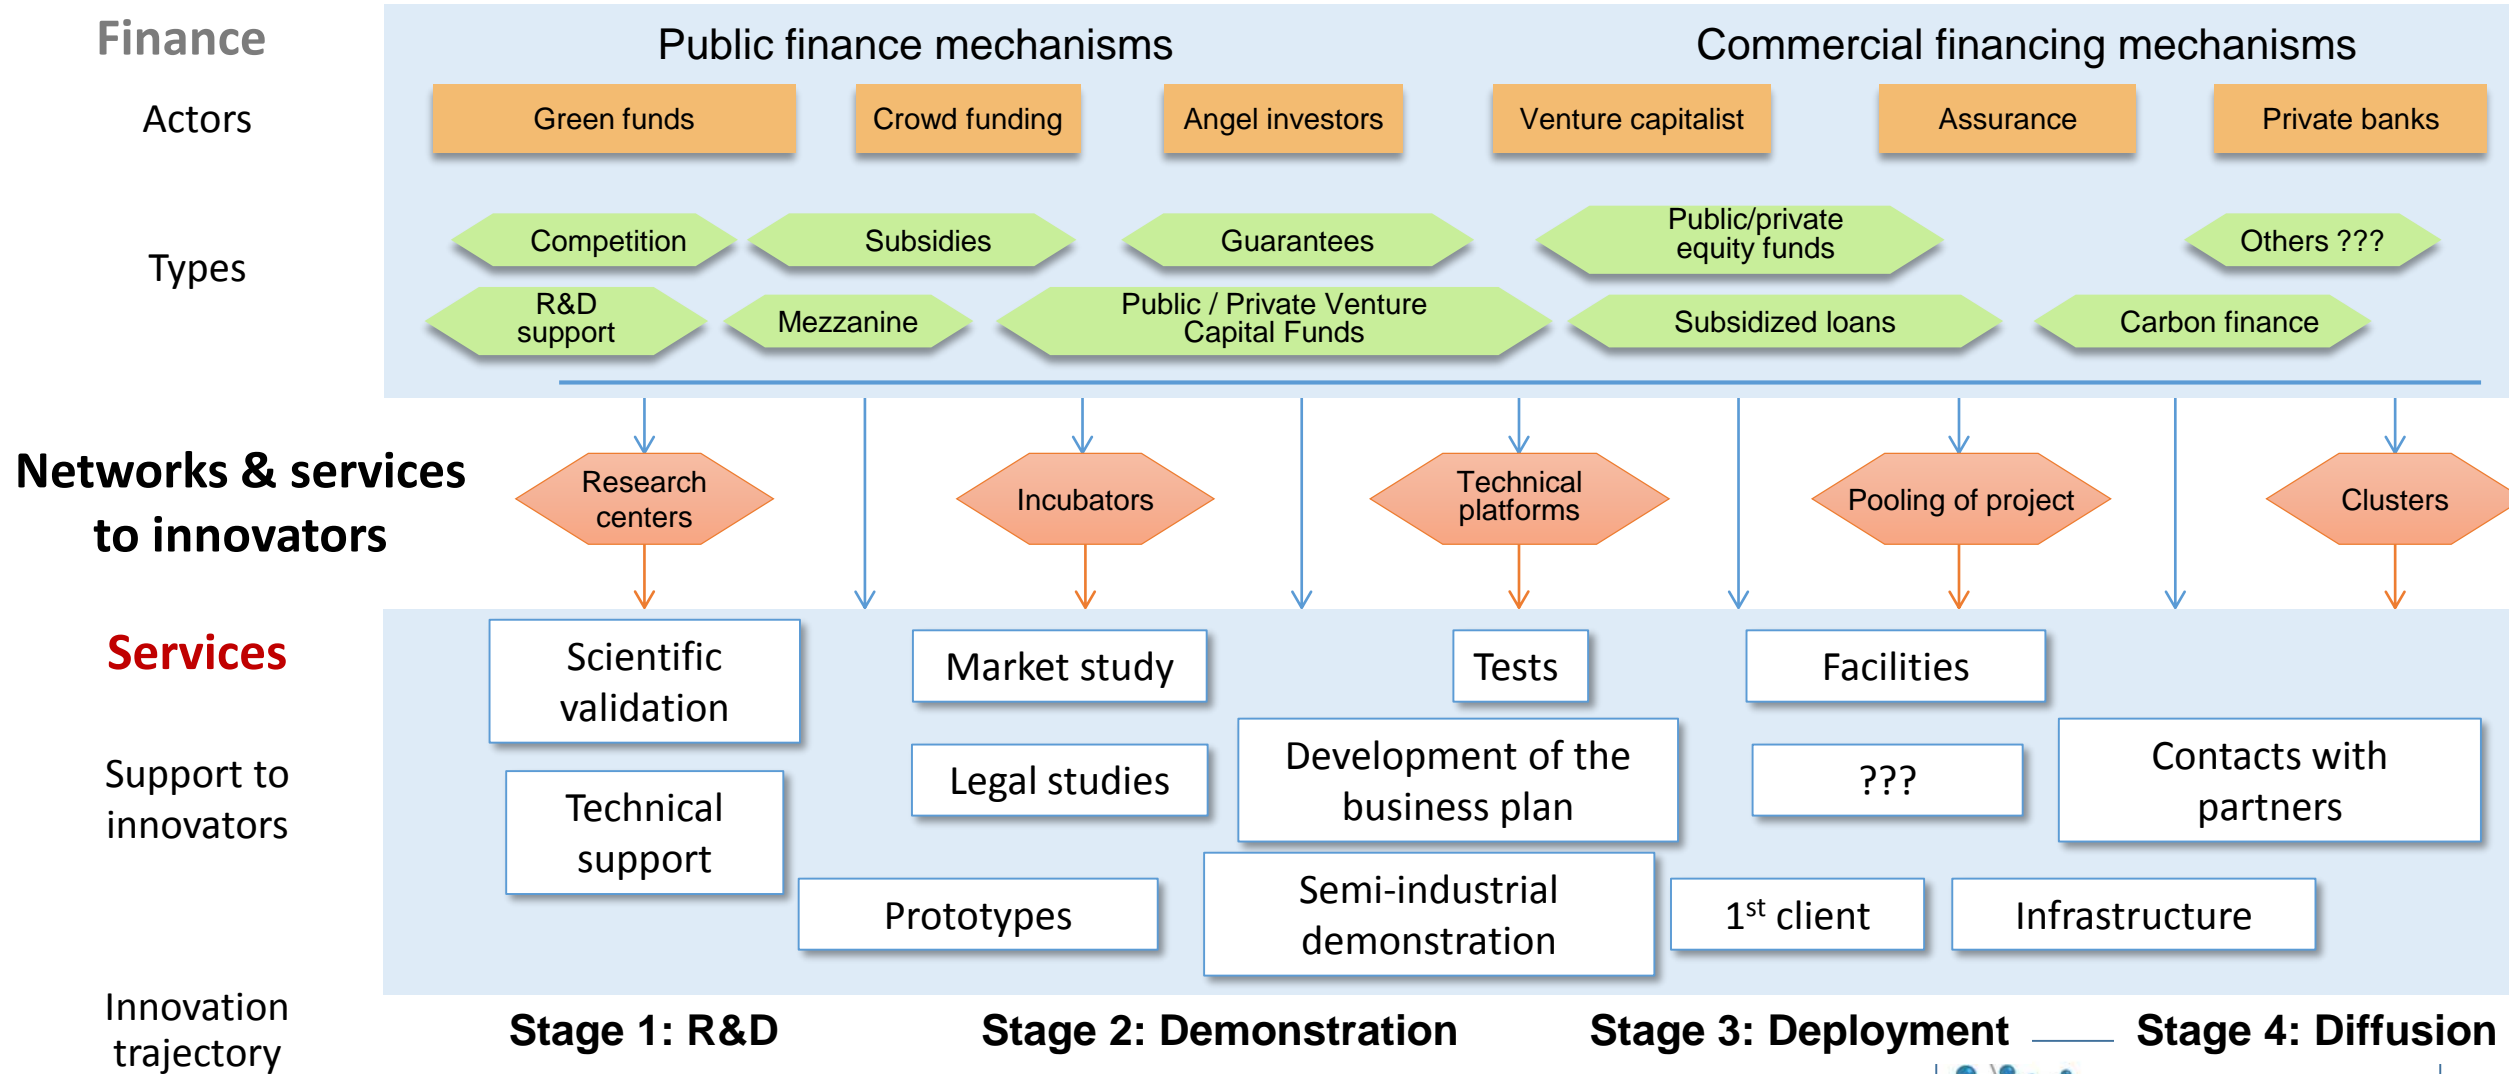 Finance
Public finance mechanisms
Commercial financing mechanisms
Actors
Green funds
Crowd funding
Angel investors
Venture capitalist
Assurance
Private banks
Types
Competition
Subsidies
Guarantees
Public/private
equity funds
Others ???
R&D
support
Mezzanine
Public / Private Venture
Capital Funds
Subsidized loans
Carbon finance
Networks & services
to innovators
Research
centers
Incubators
Technical
platforms
Pooling of project
Clusters
Services
Scientific
validation
Market study
Tests
Facilities
Support to
innovators
Technical
support
Legal studies
Development of the
business plan
???
Contacts with
partners
Prototypes
Semi-industrial
demonstration
1st client
Infrastructure
Innovation
trajectory
Stage 1: R&D
Stage 2: Demonstration
Stage 3: Deployment
Stage 4: Diffusion